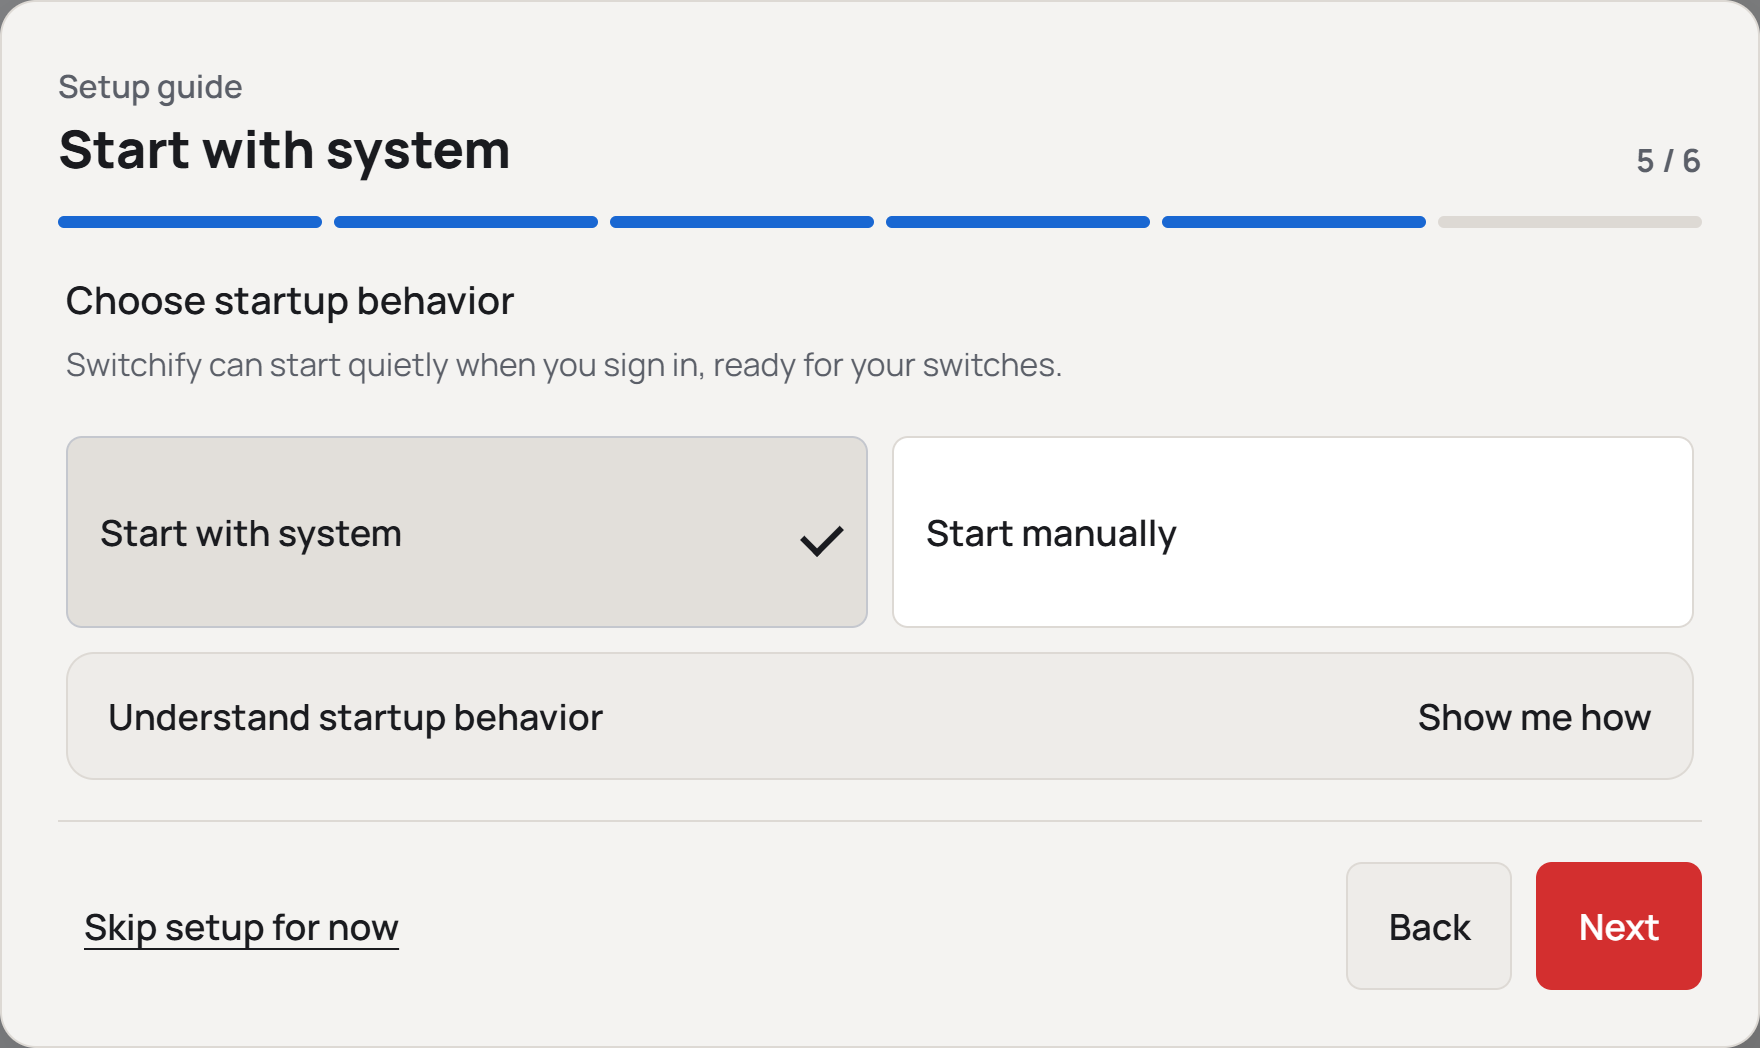 Setup guide
Start with system
5 / 6
Choose startup behavior
Switchify can start quietly when you sign in, ready for your switches.
Start with system
Start manually
Understand startup behavior
Show me how
Skip setup for now
Back
Next